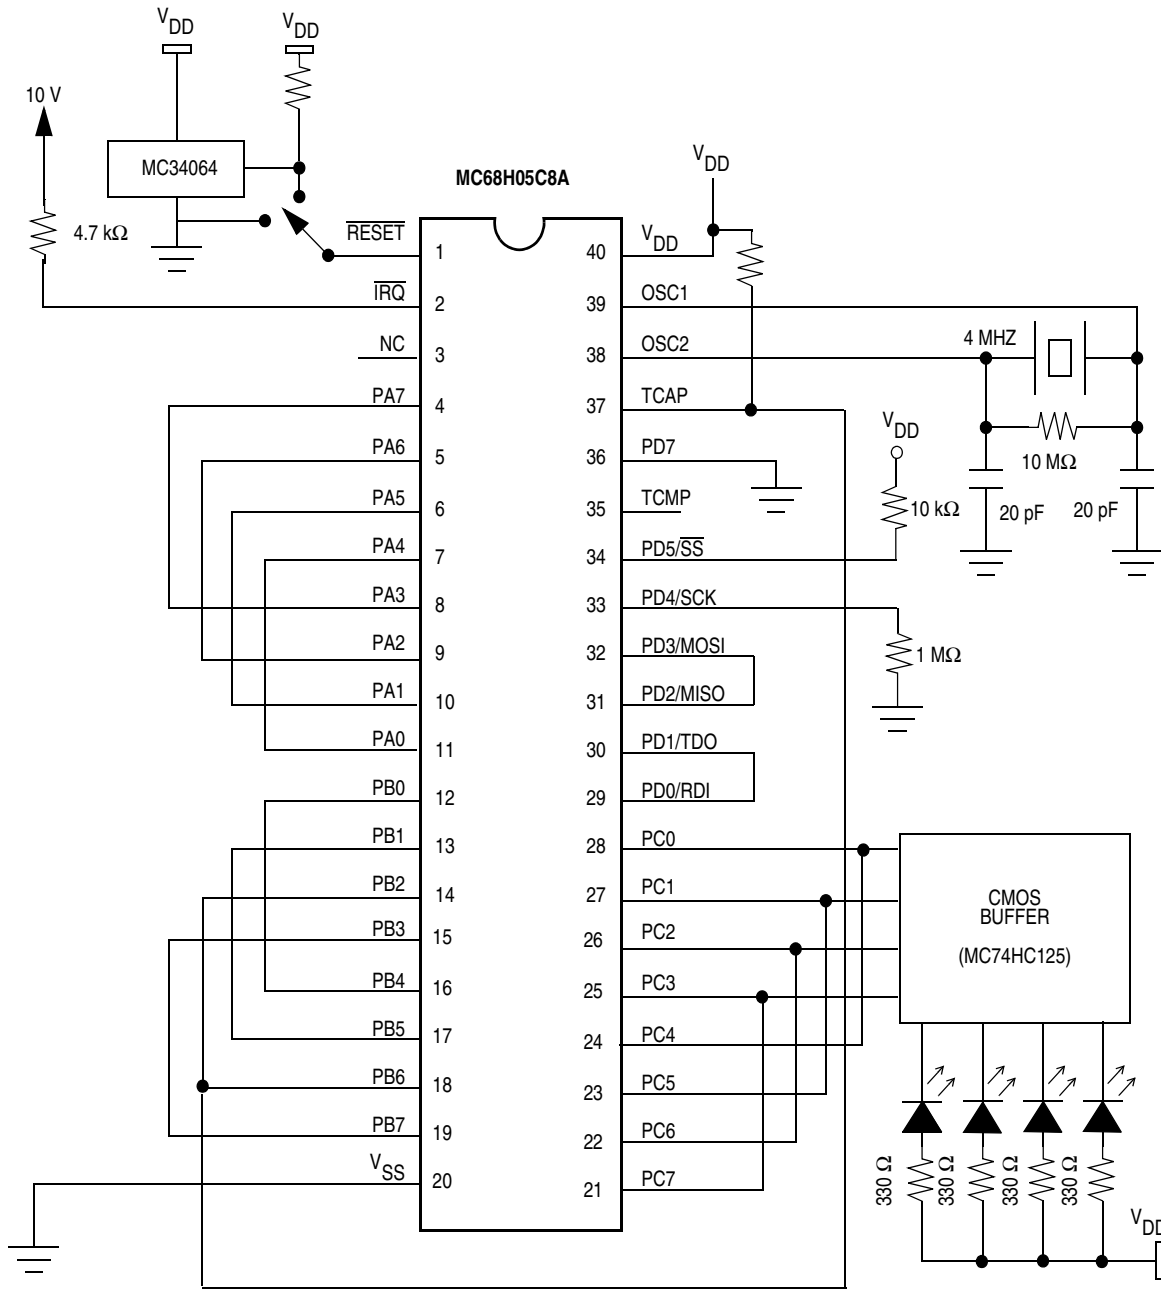 VDD
VDD
10 V
MC34064
4.7 kΩ
MC68H05C8A
VDD
RESET 1
IRQ 2
NC 3
PA7 4
PA6 5
PA5 6
PA4 7
PA3 8
PA2 9
PA1 10
PA0 11
PB0 12
PB1 13
PB2 14
PB3 15
PB4 16
PB5 17
PB6 18
PB7 19
VSS 20
40 VDD
39 OSC1
38 OSC2
37 TCAP
36 PD7
35 TCMP
34 PD5/SS
33 PD4/SCK
32 PD3/MOSI
31 PD2/MISO
30 PD1/TDO
29 PD0/RDI
28 PC0
27 PC1
26 PC2
25 PC3
24 PC4
23 PC5
22 PC6
21 PC7
4 MHZ
10 MΩ
20 pF
20 pF
VDD
10 kΩ
1 MΩ
CMOS
BUFFER
(MC74HC125)
330 Ω
330 Ω
330 Ω
330 Ω
VDD